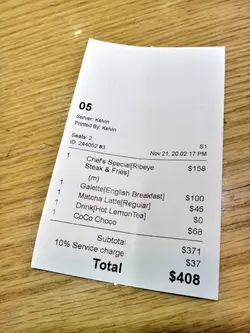 05
Server: Kelvin
Printed By: Kelvin
Seats: 2 S1
ID: 244052 #3 Nov 21, 20 02:17 PM
1 Chef's Special[Ribeye $158
Steak & Fries]
(m)
1 Galette[English Breakfast] $100
1 Matcha Latte[Regular] $45
1 Drink[Hot LemonTea] $0
1 CoCo Choco $68
Subtotal $371
10% Service charge $37
Total $408